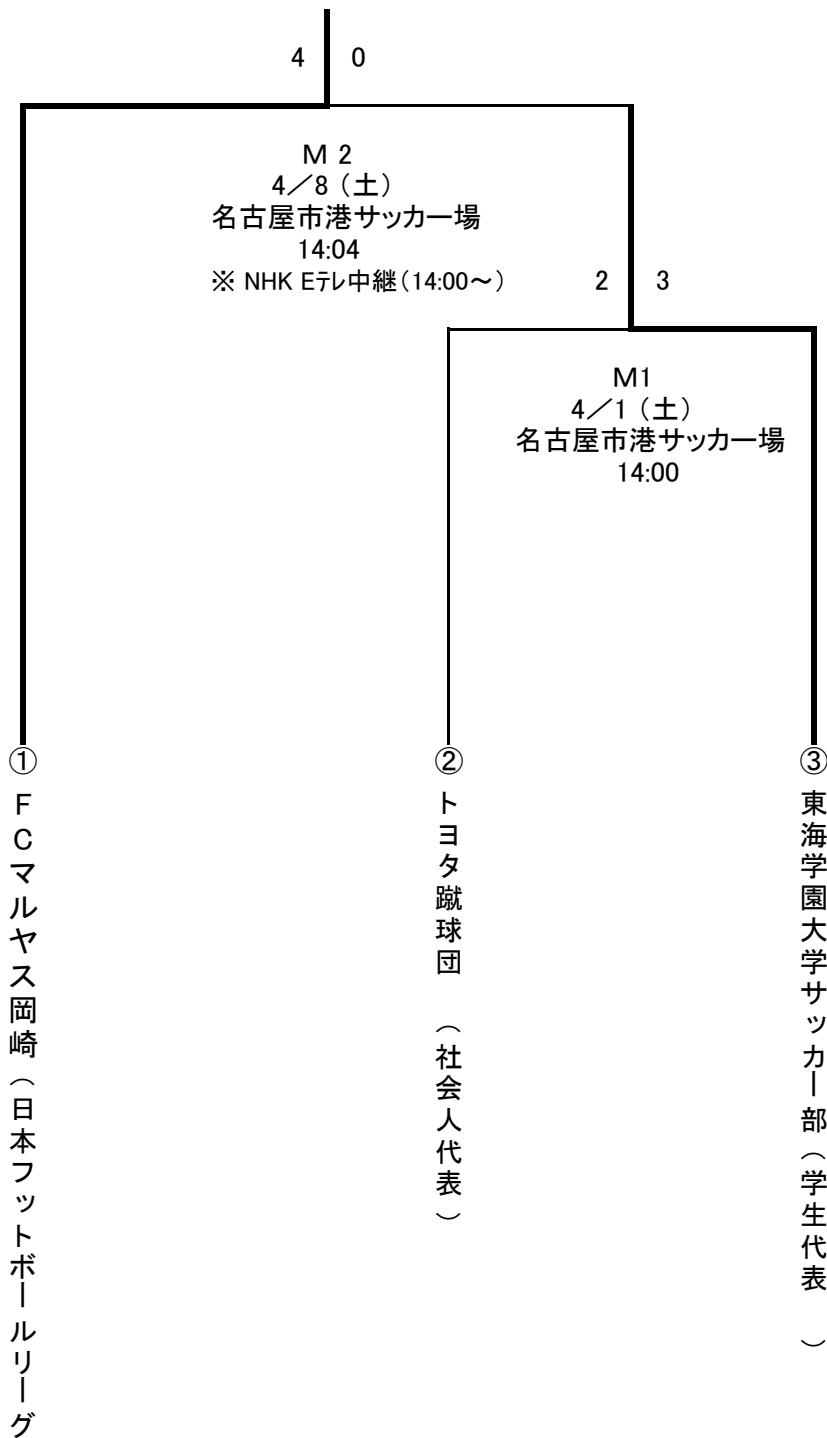 4 0
M 2
4/8（土）
名古屋市港サッカー場
14:04
※ NHK Eテレ中継（14:00～）
2 3
M1
4/1（土）
名古屋市港サッカー場
14:00
① FCマルヤス岡崎（日本フットボールリーグ
② トヨタ蹴球団 （社会人代表）
③ 東海学園大学サッカー部（学生代表 ）